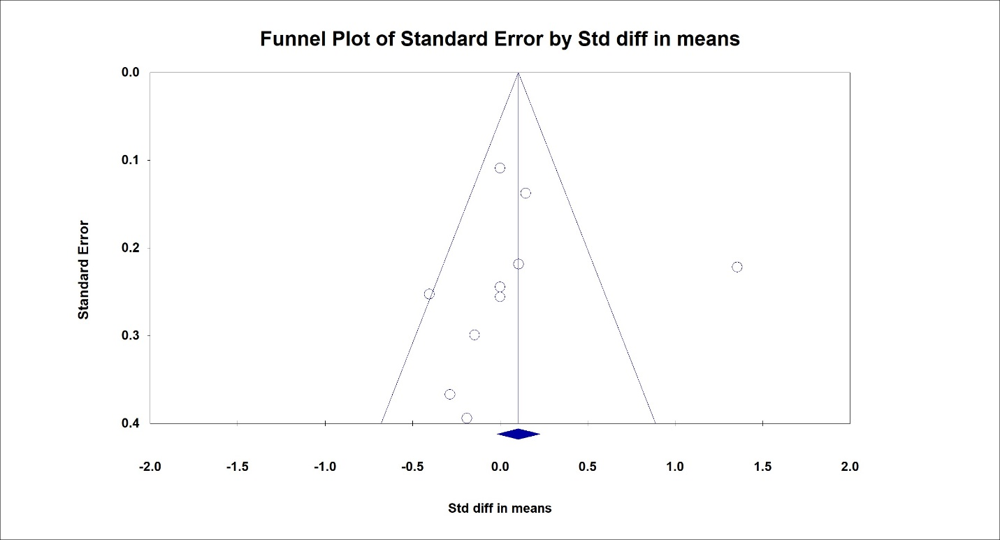 Funnel Plot of Standard Error by Std diff in means
0.0
0.1
0.2
0.3
0.4
Standard Error
-2.0 -1.5 -1.0 -0.5 0.0 0.5 1.0 1.5 2.0
Std diff in means